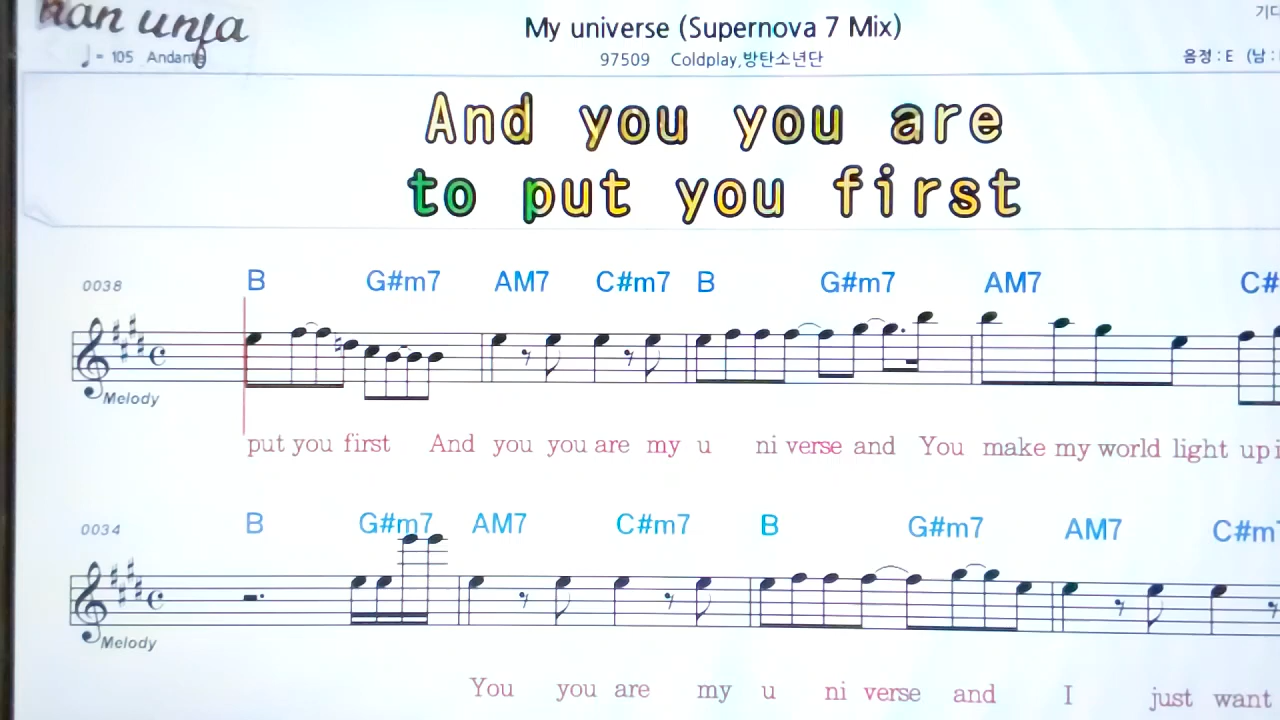 han unja
♩ = 105 Andante
My universe (Supernova 7 Mix)
97509 Coldplay,방탄소년단
음정 : E (남 :
And you you are
to put you first
0038
B G#m7 AM7 C#m7 B G#m7 AM7 C#
Melody
put you first And you you are my u ni verse and You make my world light up i
0034
B G#m7 AM7 C#m7 B G#m7 AM7 C#m
Melody
You you are my u ni verse and I just want